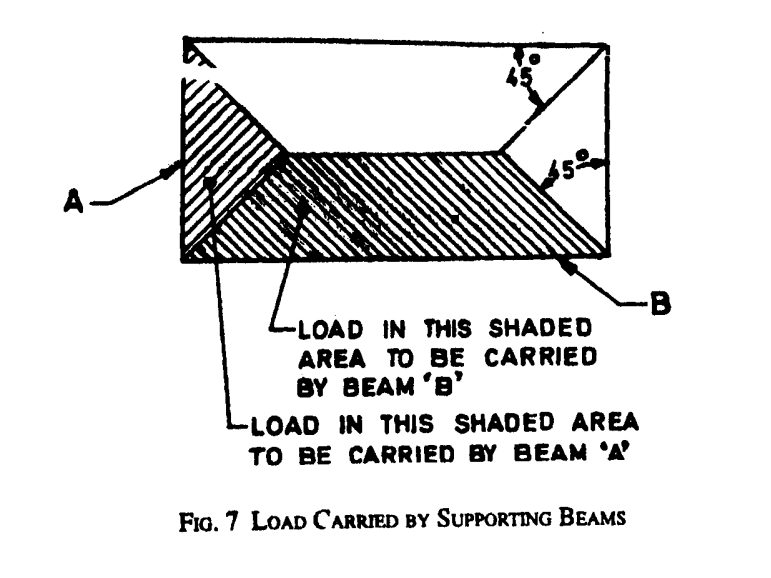 45°
45°
A
B
LOAD IN THIS SHADED
AREA TO BE CARRIED
BY BEAM 'B'
LOAD IN THIS SHADED AREA
TO BE CARRIED BY BEAM 'A'
FIG. 7 LOAD CARRIED BY SUPPORTING BEAMS